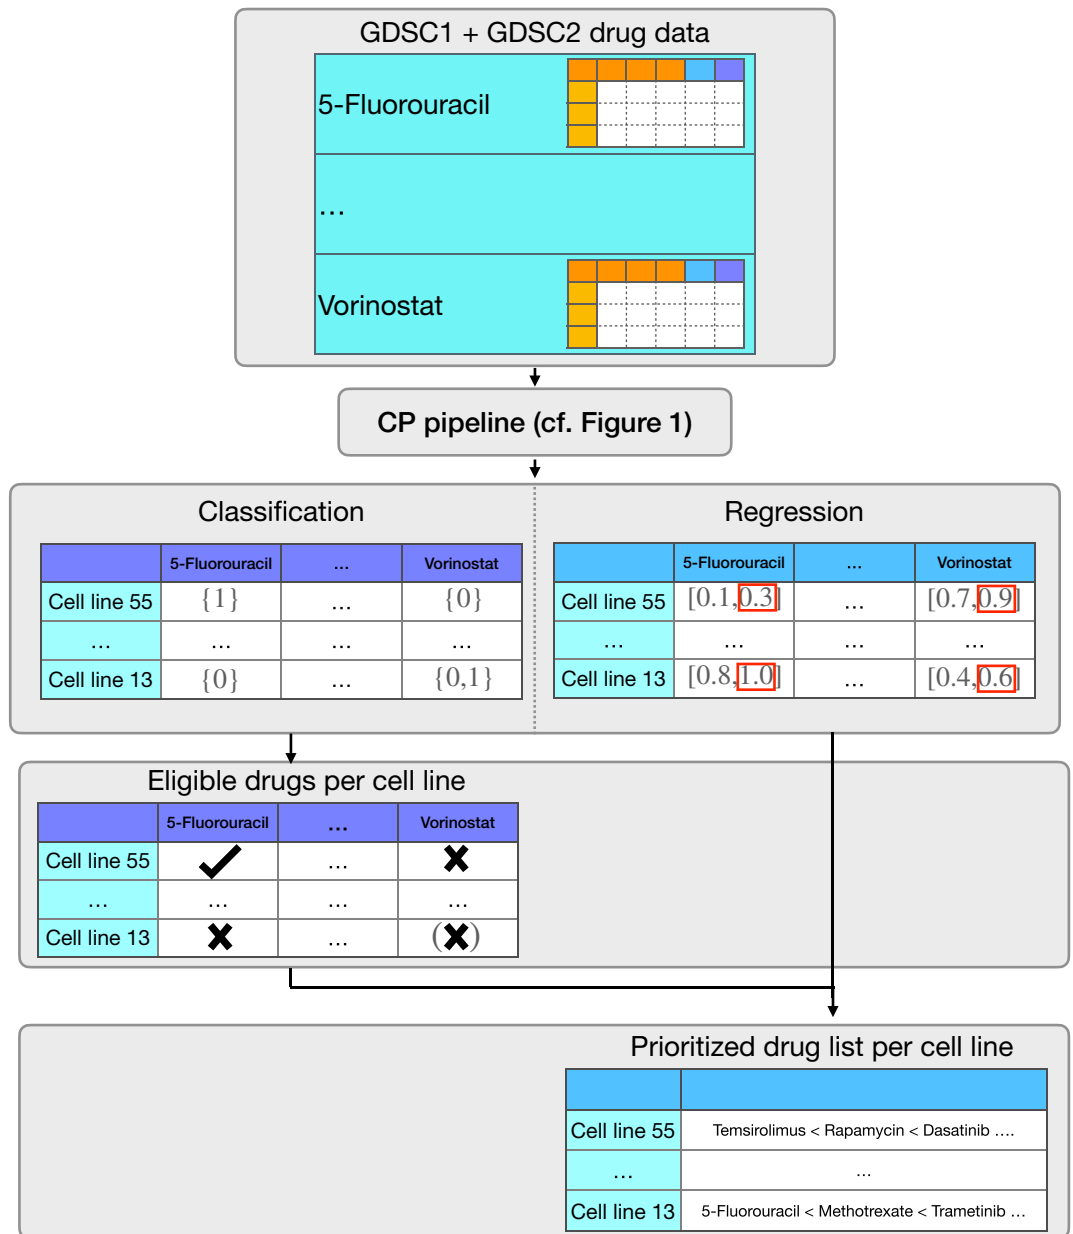 GDSC1 + GDSC2 drug data
5-Fluorouracil
...
Vorinostat
CP pipeline (cf. Figure 1)
Classification
5-Fluorouracil ... Vorinostat
Cell line 55 {1} ... {0}
... ... ... ...
Cell line 13 {0} ... {0,1}
Regression
5-Fluorouracil ... Vorinostat
Cell line 55 [0.1,0.3] ... [0.7,0.9]
... ... ... ...
Cell line 13 [0.8,1.0] ... [0.4,0.6]
Eligible drugs per cell line
5-Fluorouracil ... Vorinostat
Cell line 55 ✓ ... ✗
... ... ... ...
Cell line 13 ✗ ... (✗)
Prioritized drug list per cell line
Cell line 55 Temsirolimus < Rapamycin < Dasatinib ....
... ...
Cell line 13 5-Fluorouracil < Methotrexate < Trametinib ...